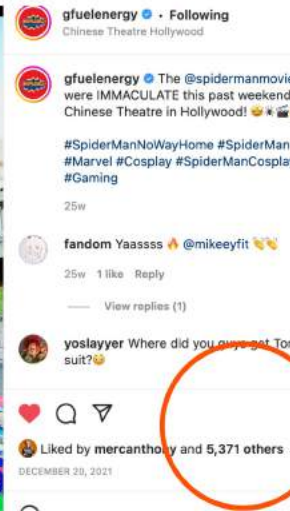 gfuelenergy • Following
Chinese Theatre Hollywood
gfuelenergy The @spidermanmovie
were IMMACULATE this past weekend
Chinese Theatre in Hollywood!
#SpiderManNoWayHome #SpiderMan
#Marvel #Cosplay #SpiderManCosplay
#Gaming
25w
fandom Yaassss 🔥 @mikeeyfit 👏👏
25w 1 like Reply
View replies (1)
yoslayyer Where did you guys get
suit?
Liked by mercanthony and 5,371 others
DECEMBER 20, 2021